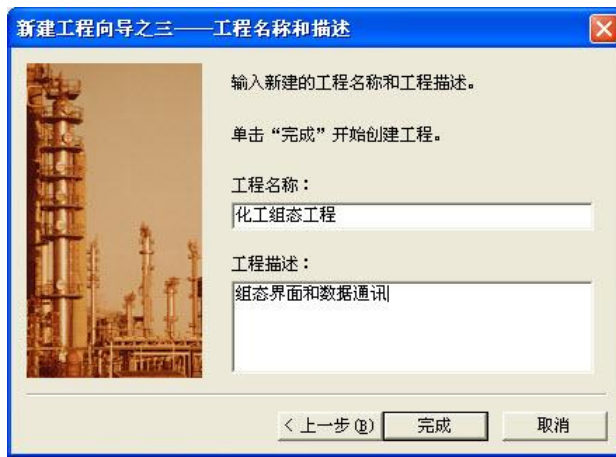 新建工程向导之三——工程名称和描述
输入新建的工程名称和工程描述。
单击“完成”开始创建工程。
工程名称：
化工组态工程
工程描述：
组态界面和数据通讯
< 上一步(B)
完成
取消